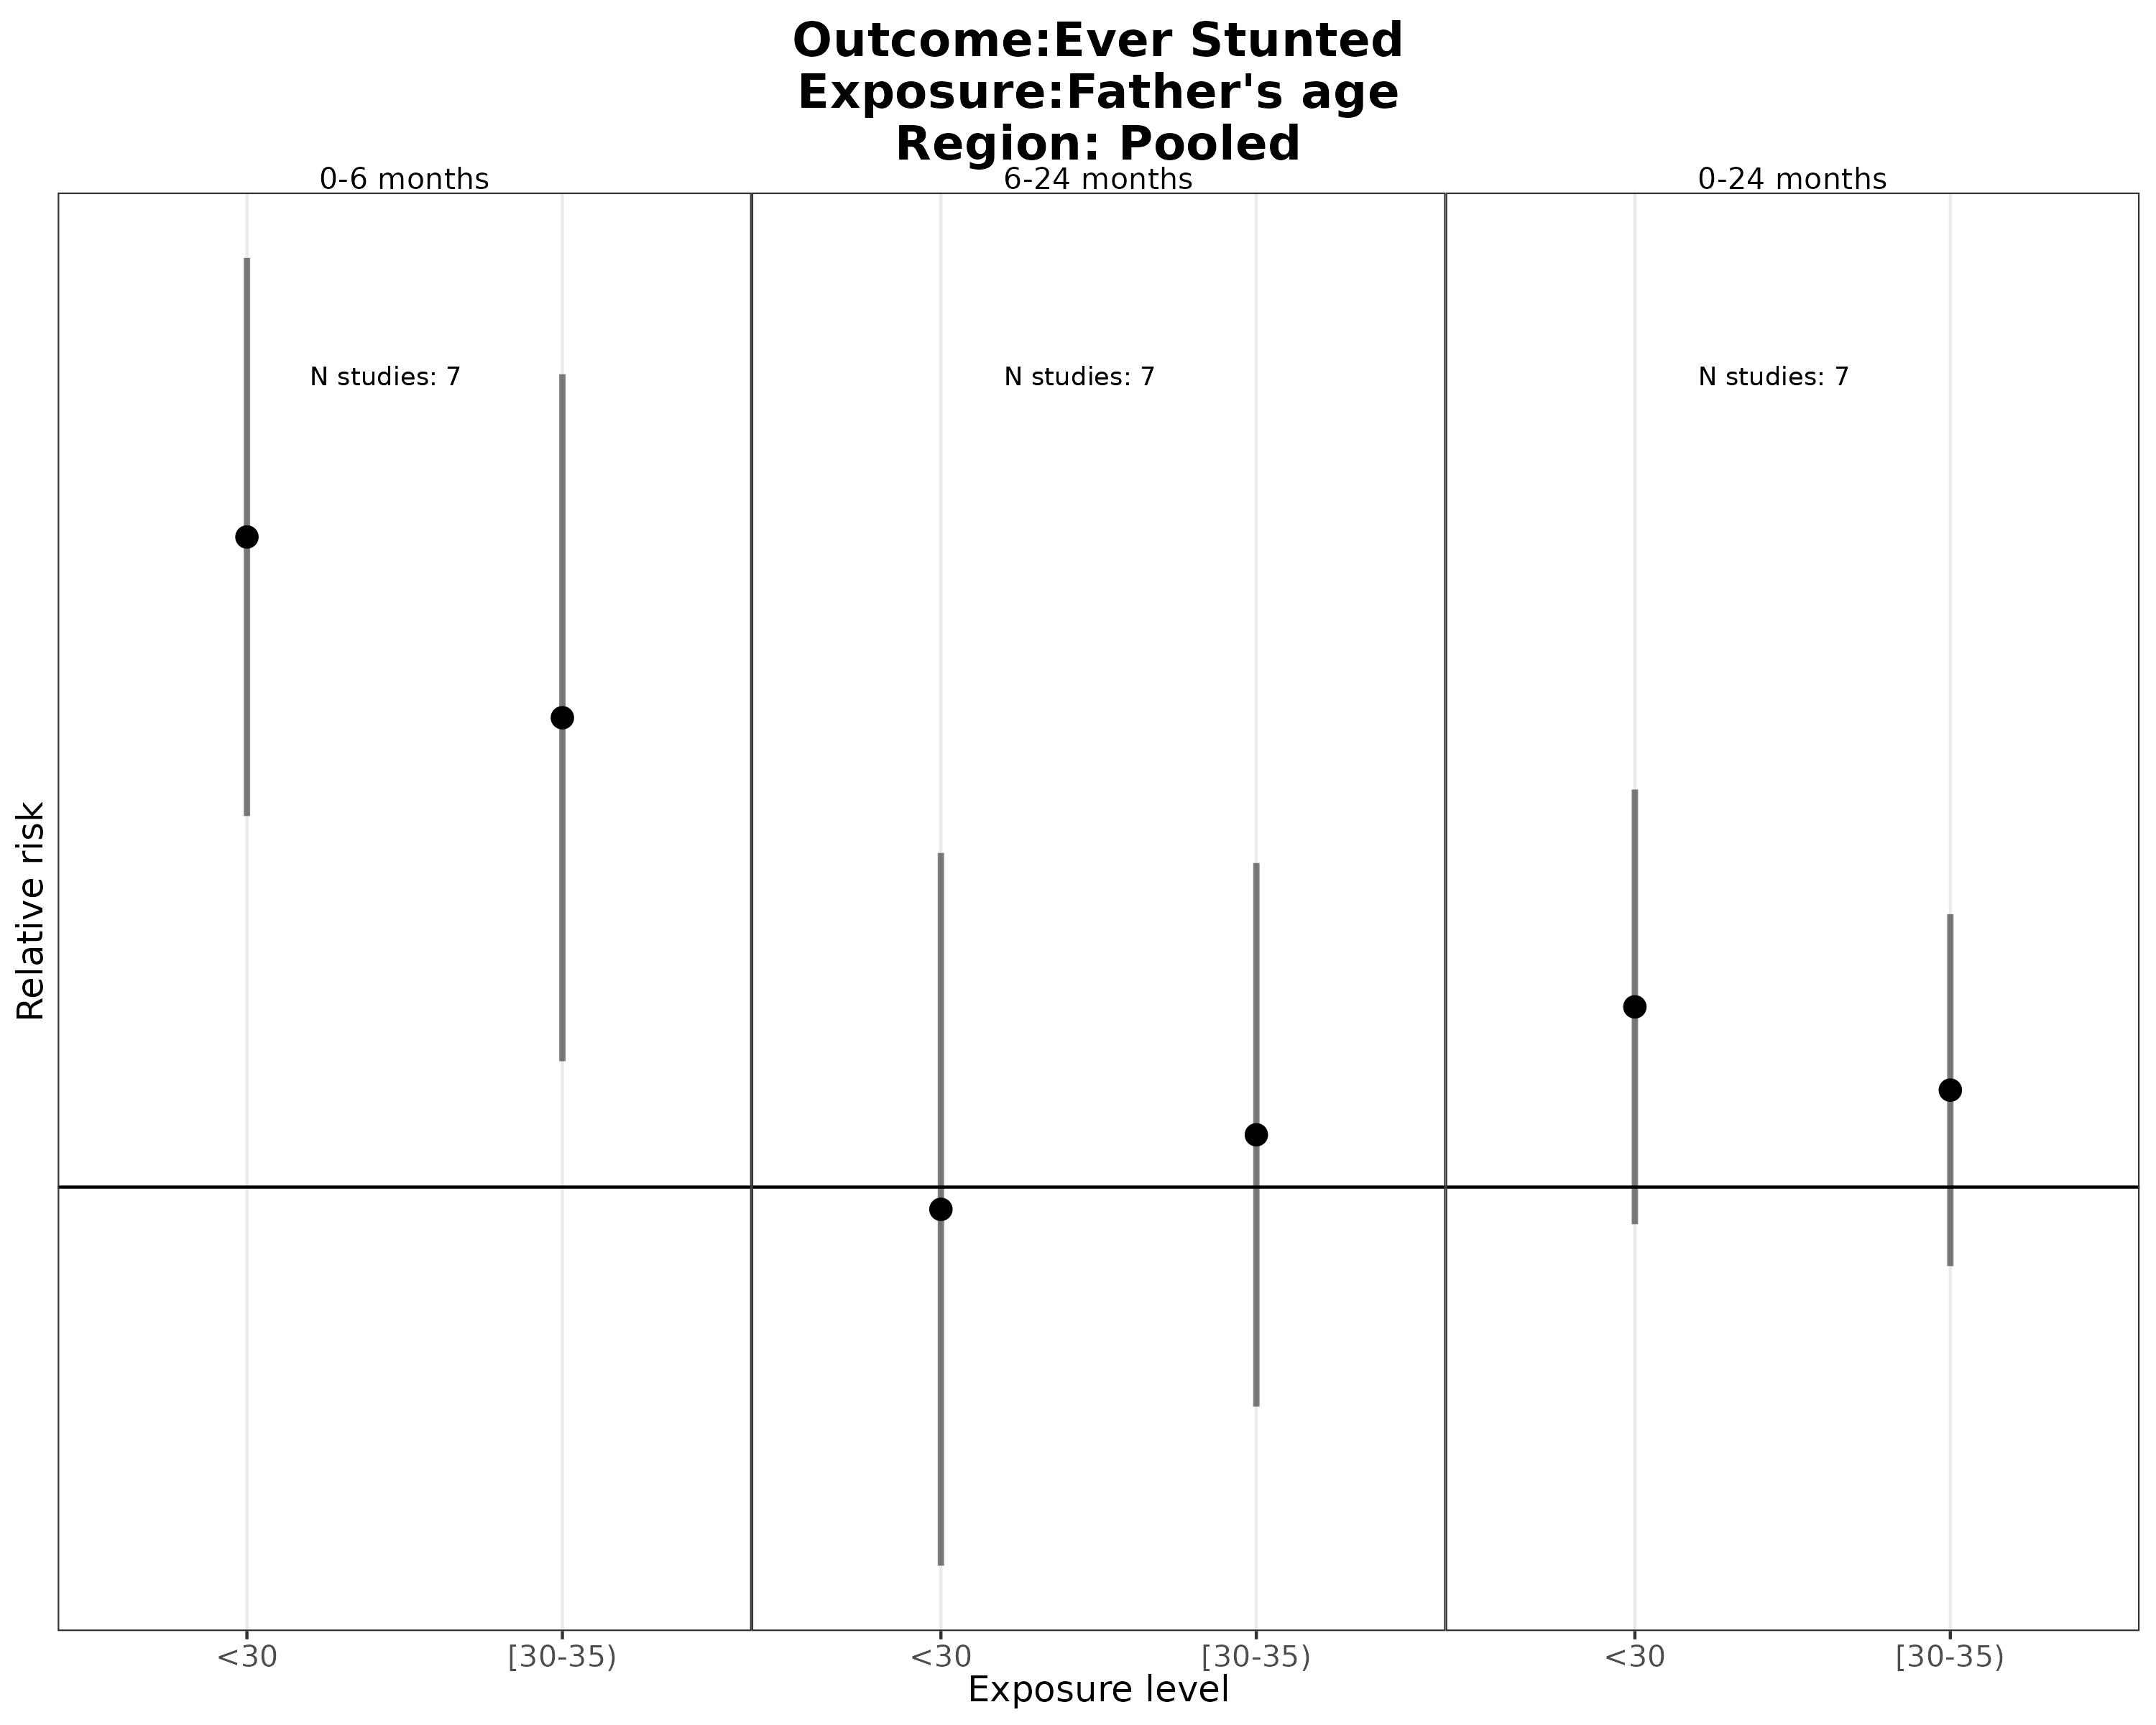 Outcome:Ever Stunted
Exposure:Father's age
Region: Pooled
0-6 months
6-24 months
0-24 months
N studies: 7
N studies: 7
N studies: 7
Relative risk
<30
[30-35)
<30
[30-35)
<30
[30-35)
Exposure level